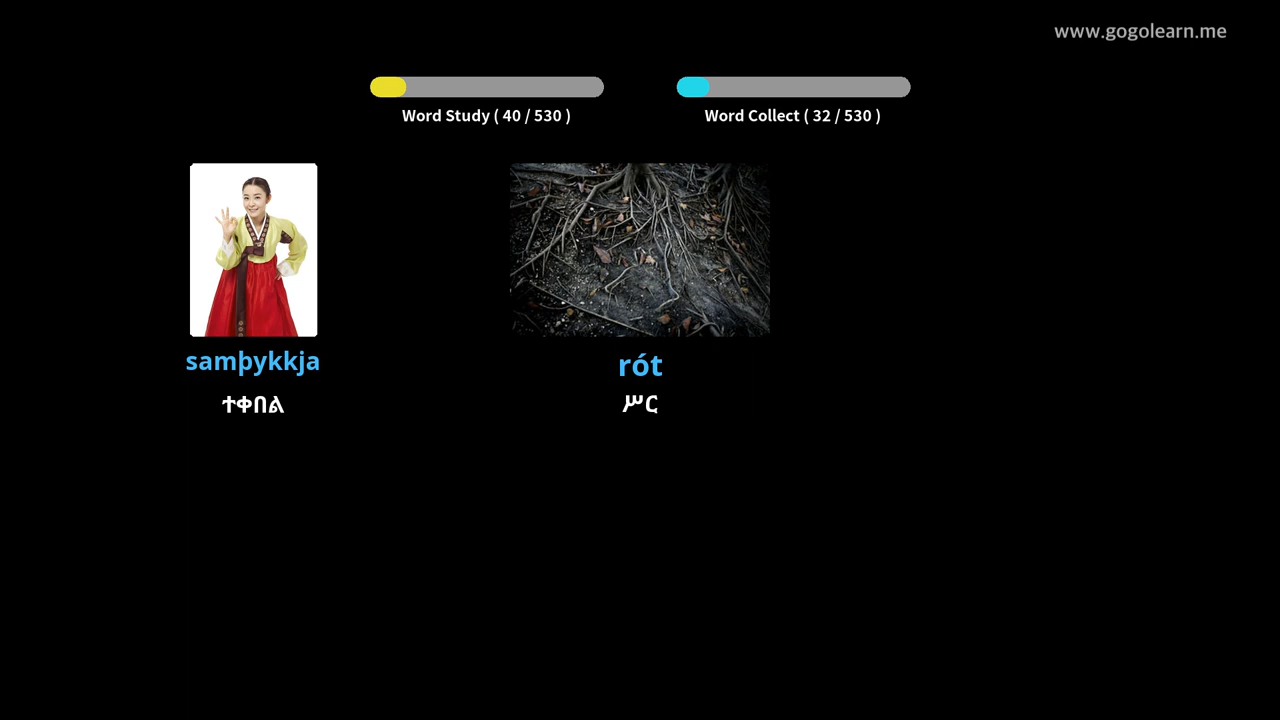 www.gogolearn.me
Word Study ( 40 / 530 )
Word Collect ( 32 / 530 )
samþykkja
ተቀበል
rót
ሥር